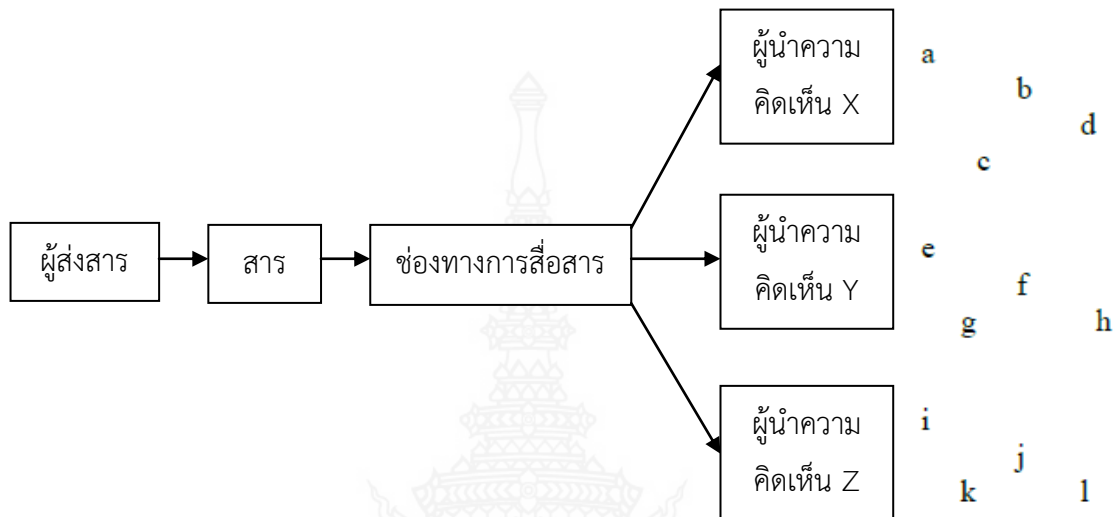 ผู้นำความ
คิดเห็น X
a
b
d
c
ผู้ส่งสาร
สาร
ช่องทางการสื่อสาร
ผู้นำความ
คิดเห็น Y
e
f
g
h
ผู้นำความ
คิดเห็น Z
i
j
k
l